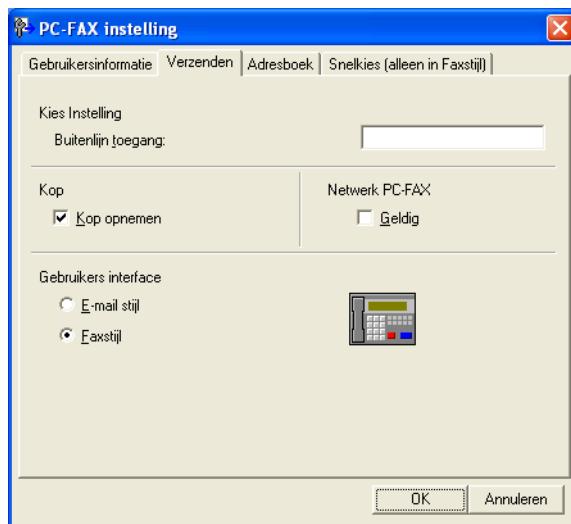 PC-FAX instelling
Gebruikersinformatie Verzenden Adresboek Snelkies (alleen in Faxstijl)
Kies Instelling
Buitenlijn toegang:
Kop Netwerk PC-FAX
Kop opnemen Geldig
Gebruikers interface
E-mail stijl
Faxstijl
OK Annuleren